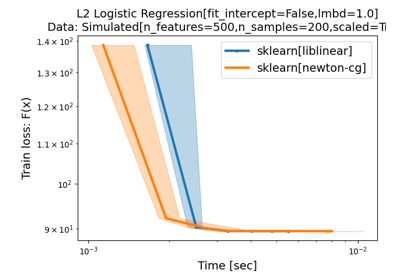 L2 Logistic Regression[fit_intercept=False,lmbd=1.0]
Data: Simulated[n_features=500,n_samples=200,scaled=Tr
1.4 × 10²
1.3 × 10²
1.2 × 10²
1.1 × 10²
10²
9 × 10¹
Train loss: F(x)
sklearn[liblinear]
sklearn[newton-cg]
10⁻³
10⁻²
Time [sec]